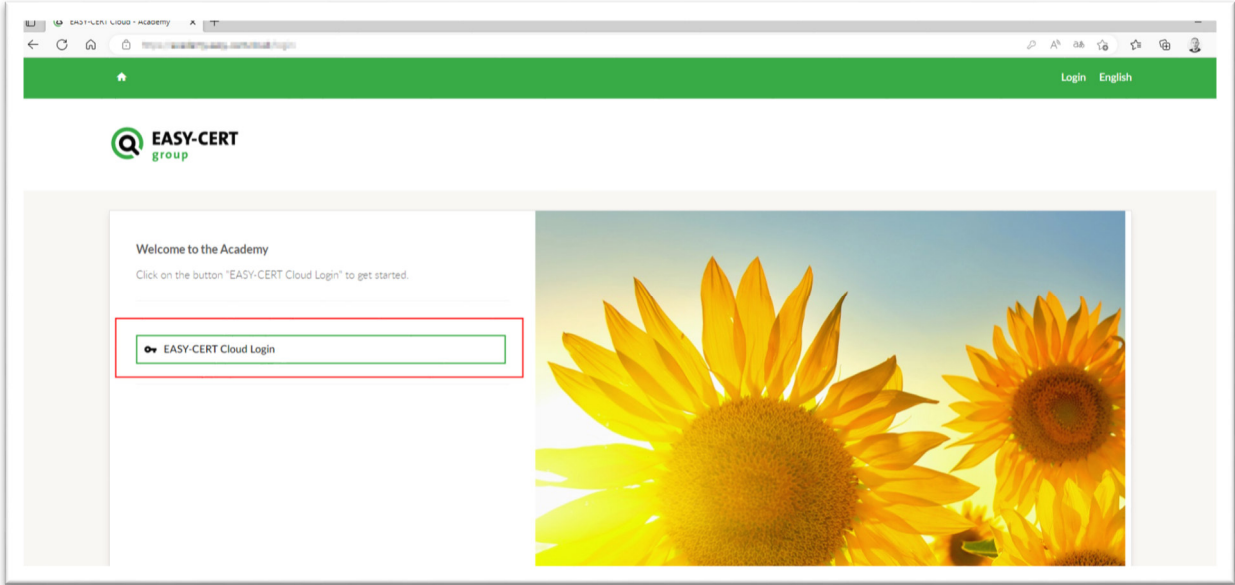 EASY-CERT Cloud - Academy
Login English
EASY-CERT
group
Welcome to the Academy
Click on the button "EASY-CERT Cloud Login" to get started.
EASY-CERT Cloud Login